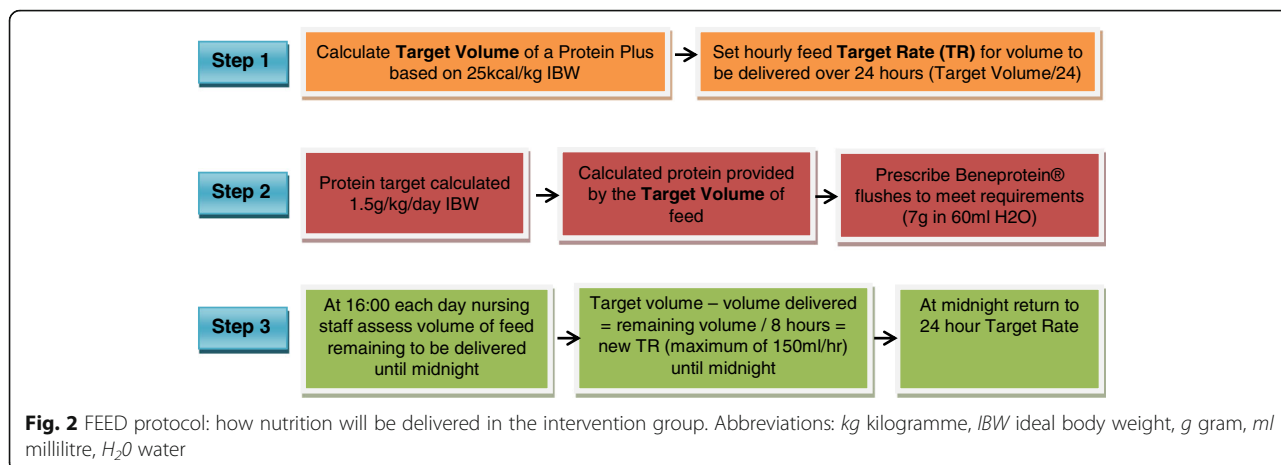 Step 1
Calculate Target Volume of a Protein Plus
based on 25kcal/kg IBW
Set hourly feed Target Rate (TR) for volume to
be delivered over 24 hours (Target Volume/24)
Step 2
Protein target calculated
1.5g/kg/day IBW
Calculated protein provided
by the Target Volume of
feed
Prescribe Beneprotein®
flushes to meet requirements
(7g in 60ml H2O)
Step 3
At 16:00 each day nursing
staff assess volume of feed
remaining to be delivered
until midnight
Target volume – volume delivered
= remaining volume / 8 hours =
new TR (maximum of 150ml/hr)
until midnight
At midnight return to
24 hour Target Rate
Fig. 2 FEED protocol: how nutrition will be delivered in the intervention group. Abbreviations: kg kilogramme, IBW ideal body weight, g gram, ml
millilitre, H₂0 water